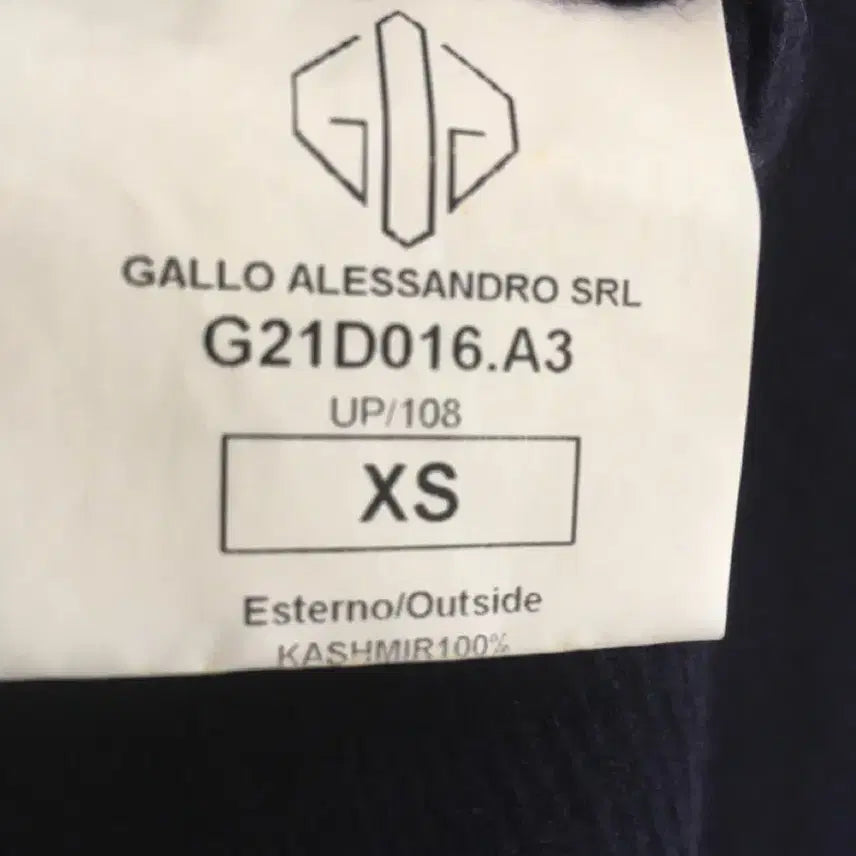 GALLO ALESSANDRO SRL
G21D016.A3
UP/108
XS
Esterno/Outside
KASHMIR100%